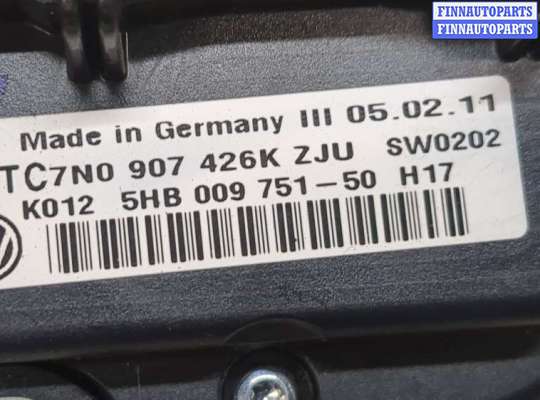 FINNAUTOPARTS
FINNAUTOPARTS
Made in Germany III 05.02.11
TC7N0 907 426K ZJU SW0202
K012 5HB 009 751-50 H17